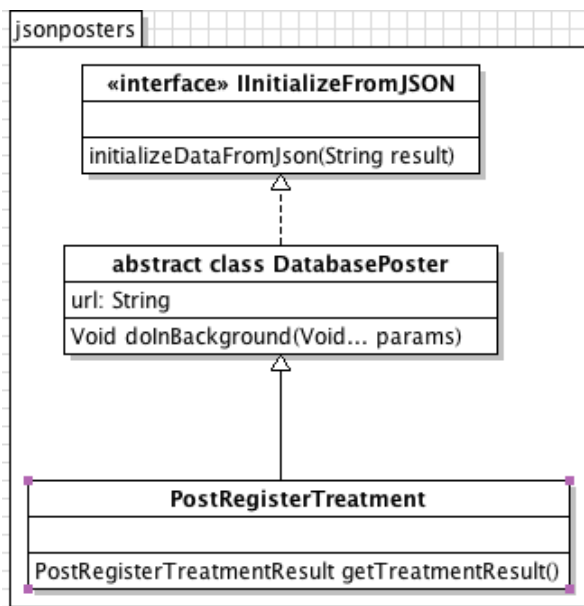 jsonposters
«interface» IInitializeFromJSON
initializeDataFromJson(String result)
abstract class DatabasePoster
url: String
Void doInBackground(Void... params)
PostRegisterTreatment
PostRegisterTreatmentResult getTreatmentResult()